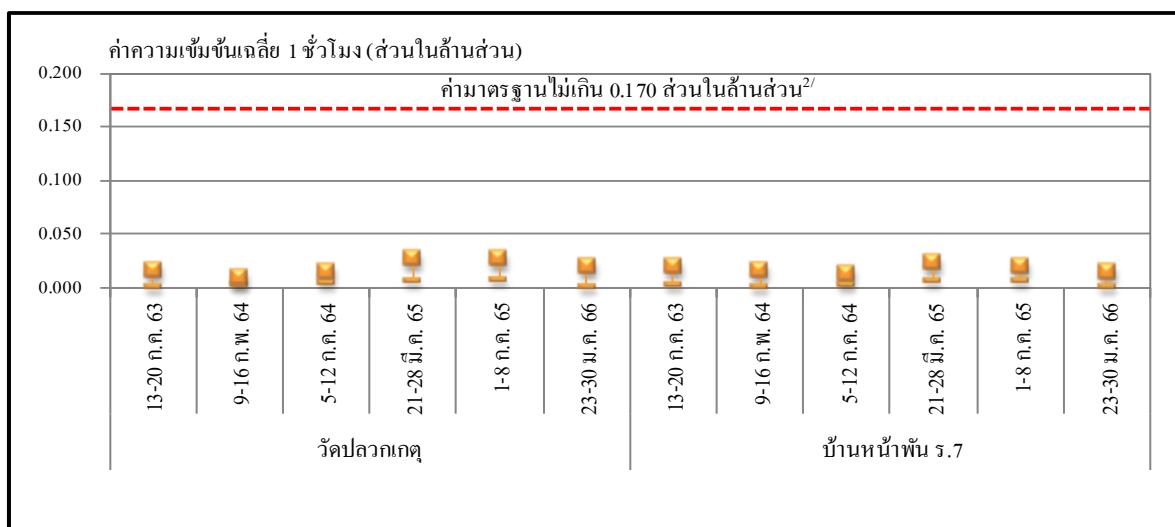 ค่าความเข้มข้นเฉลี่ย 1 ชั่วโมง (ส่วนในล้านส่วน)
0.200
ค่ามาตรฐานไม่เกิน 0.170 ส่วนในล้านส่วน2/
0.150
0.100
0.050
0.000
13-20 ก.ค. 63
9-16 ก.พ. 64
5-12 ก.ค. 64
21-28 มี.ค. 65
1-8 ก.ค. 65
23-30 ม.ค. 66
13-20 ก.ค. 63
9-16 ก.พ. 64
5-12 ก.ค. 64
21-28 มี.ค. 65
1-8 ก.ค. 65
23-30 ม.ค. 66
วัดปลวกเกตุ
บ้านหน้าพัน ร.7